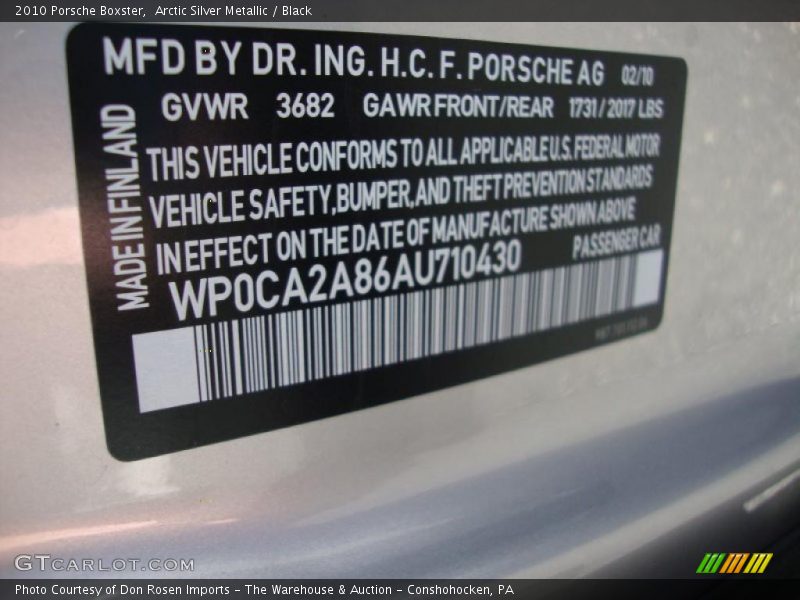 2010 Porsche Boxster,  Arctic Silver Metallic / Black
MFD BY DR. ING. H.C. F. PORSCHE AG 02/10
GVWR 3682 GAWR FRONT/REAR 1731 / 2017 LBS
MADE IN FINLAND
THIS VEHICLE CONFORMS TO ALL APPLICABLE U.S. FEDERAL MOTOR
VEHICLE SAFETY, BUMPER, AND THEFT PREVENTION STANDARDS
IN EFFECT ON THE DATE OF MANUFACTURE SHOWN ABOVE
WP0CA2A86AU710430 PASSENGER CAR
GTCARLOT.COM
Photo Courtesy of Don Rosen Imports – The Warehouse & Auction – Conshohocken, PA